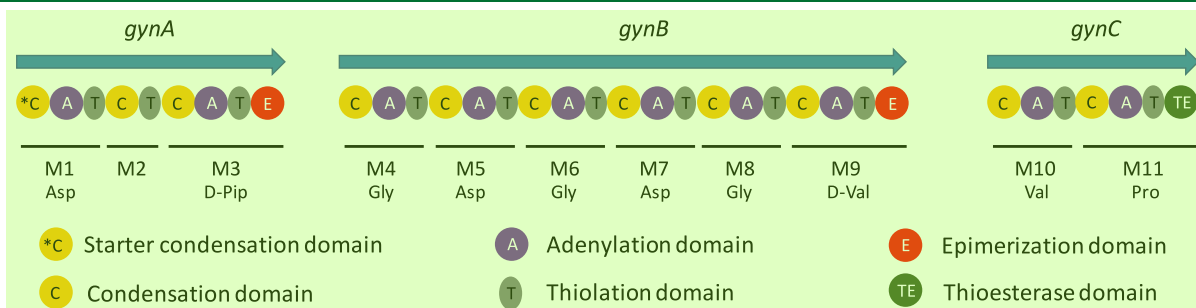 gynA gynB gynC
*C A T C T C A T E C A T C A T C A T C A T C A T C A T E C A T C A T TE
M1 M2 M3 M4 M5 M6 M7 M8 M9 M10 M11
Asp D-Pip Gly Asp Gly Asp Gly D-Val Val Pro
*C Starter condensation domain A Adenylation domain E Epimerization domain
C Condensation domain T Thiolation domain TE Thioesterase domain